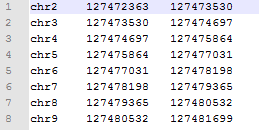 1 chr2 127472363 127473530
2 chr3 127473530 127474697
3 chr4 127474697 127475864
4 chr5 127475864 127477031
5 chr6 127477031 127478198
6 chr7 127478198 127479365
7 chr8 127479365 127480532
8 chr9 127480532 127481699